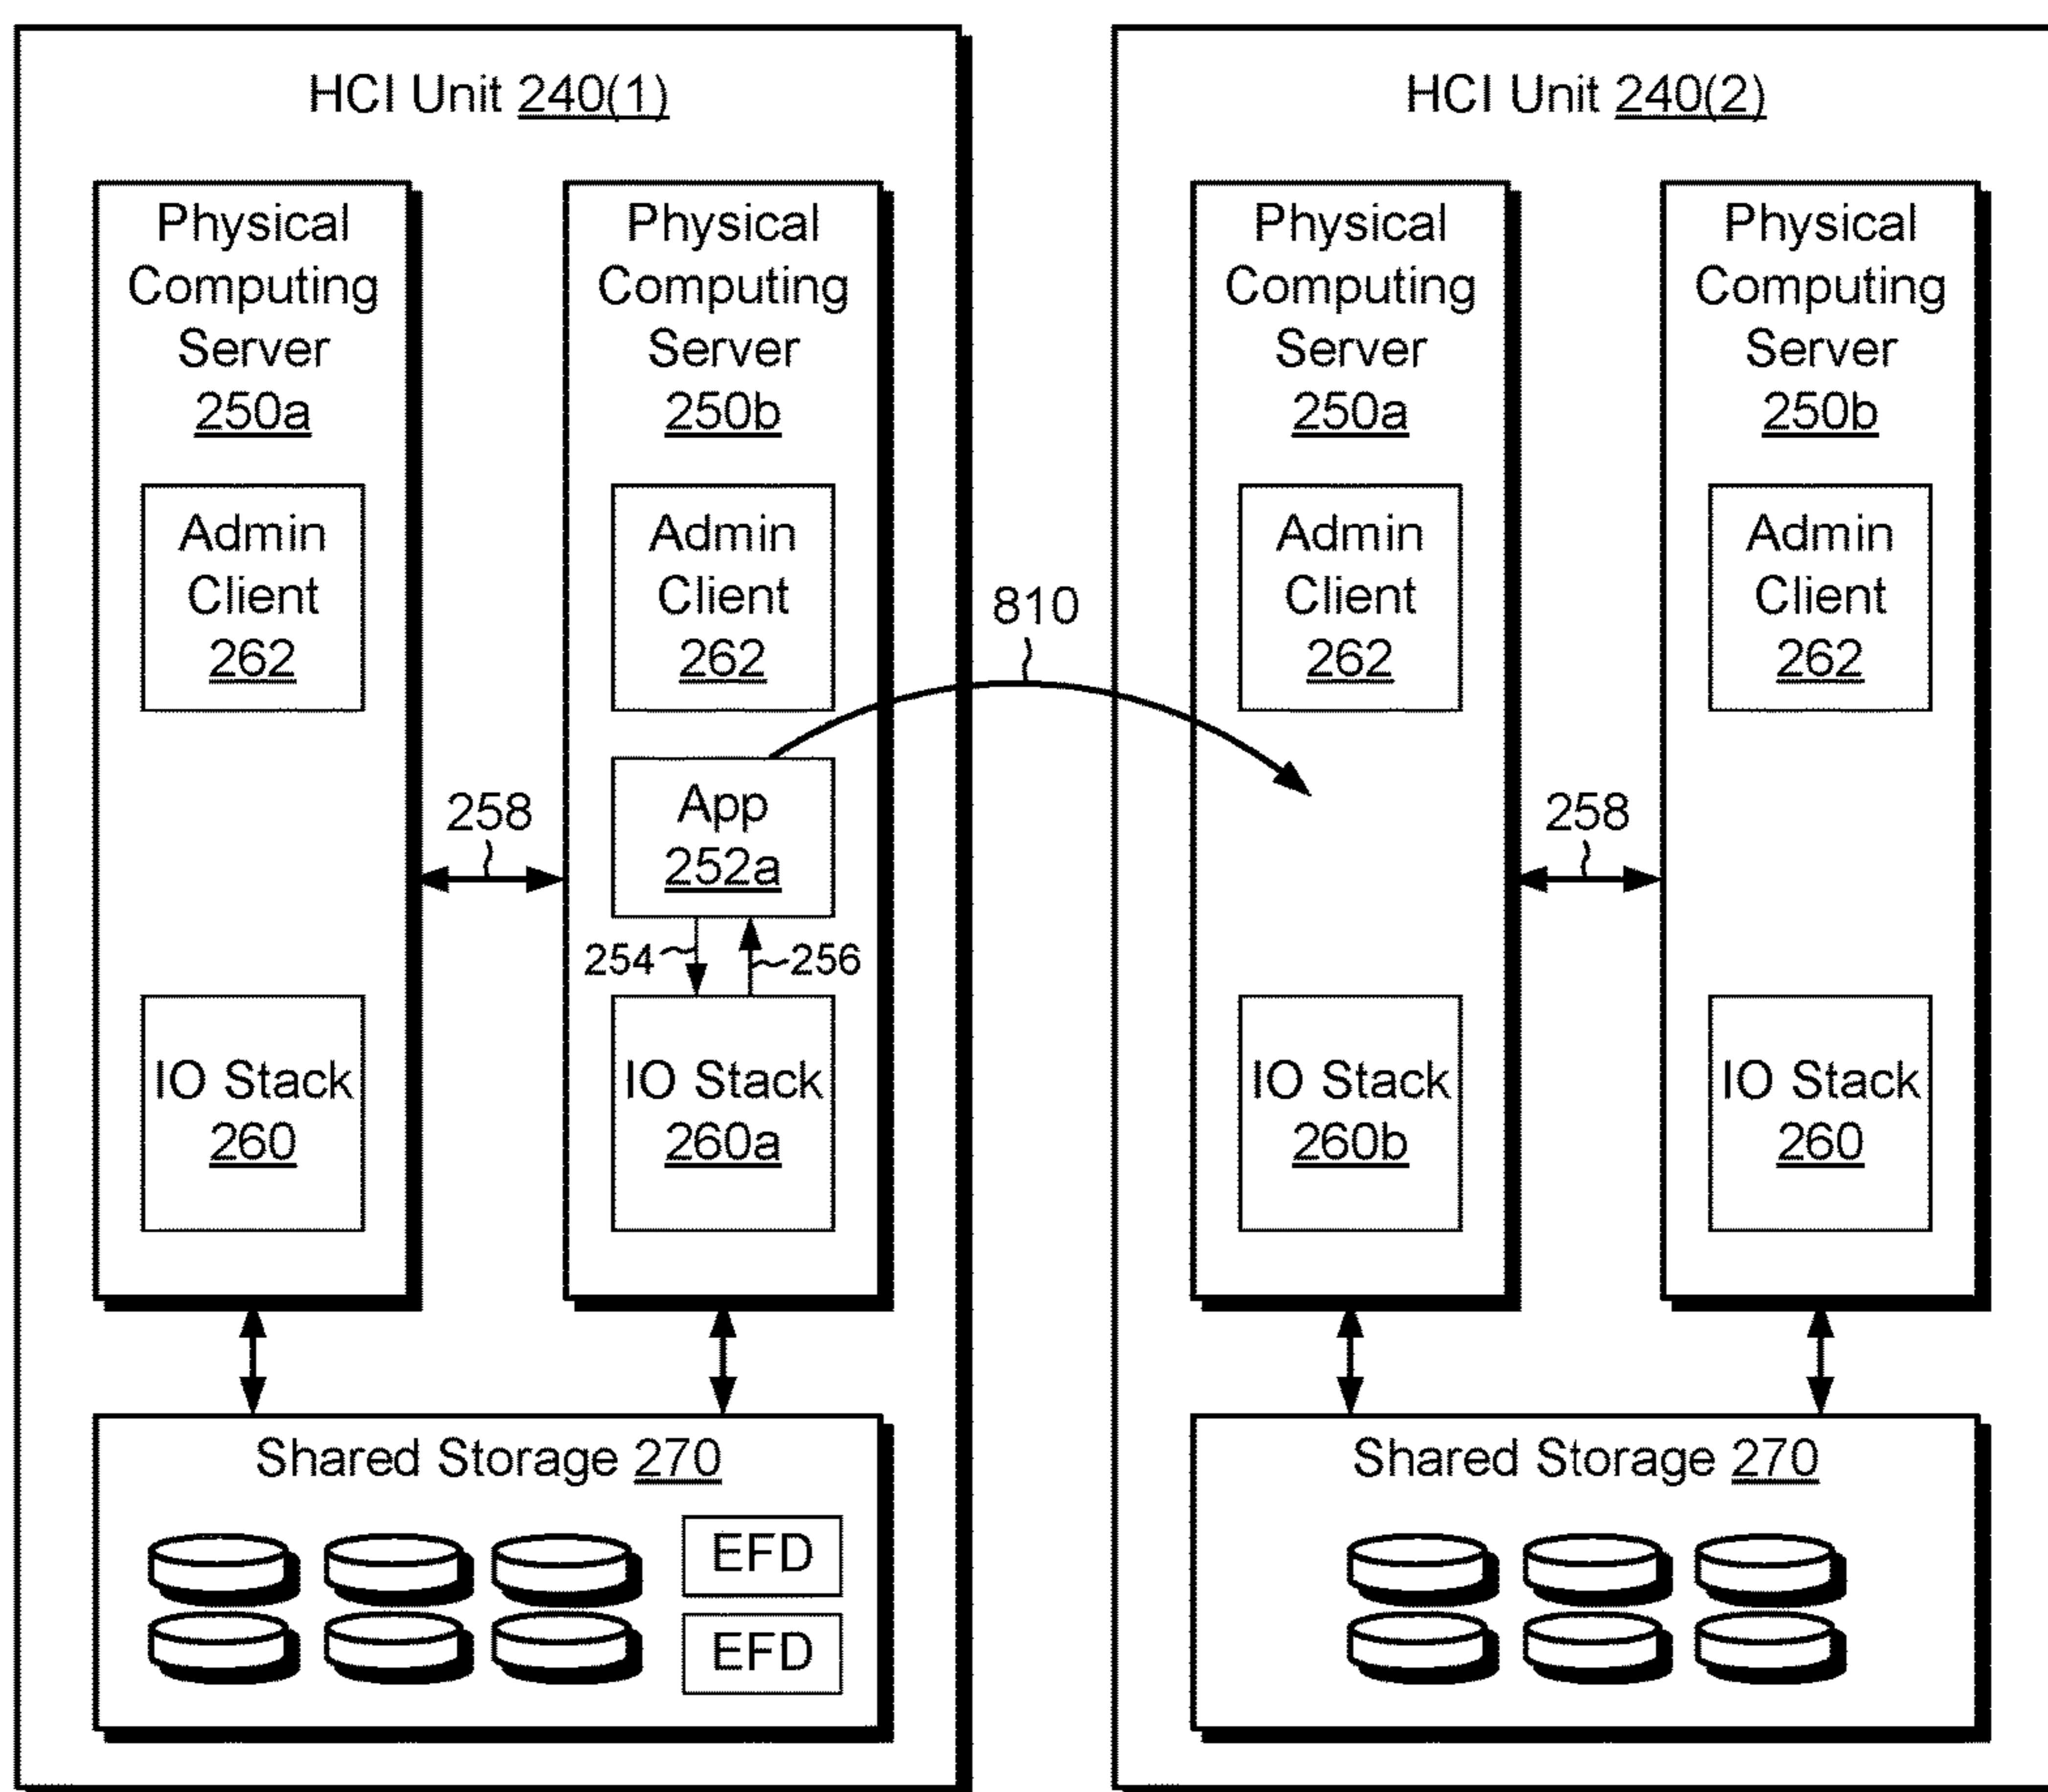 HCI Unit 240(1)
Physical
Computing
Server
250a
Admin
Client
262
IO Stack
260
258
Physical
Computing
Server
250b
Admin
Client
262
App
252a
254
256
IO Stack
260a
Shared Storage 270
EFD
EFD
810
HCI Unit 240(2)
Physical
Computing
Server
250a
Admin
Client
262
IO Stack
260b
258
Physical
Computing
Server
250b
Admin
Client
262
IO Stack
260
Shared Storage 270